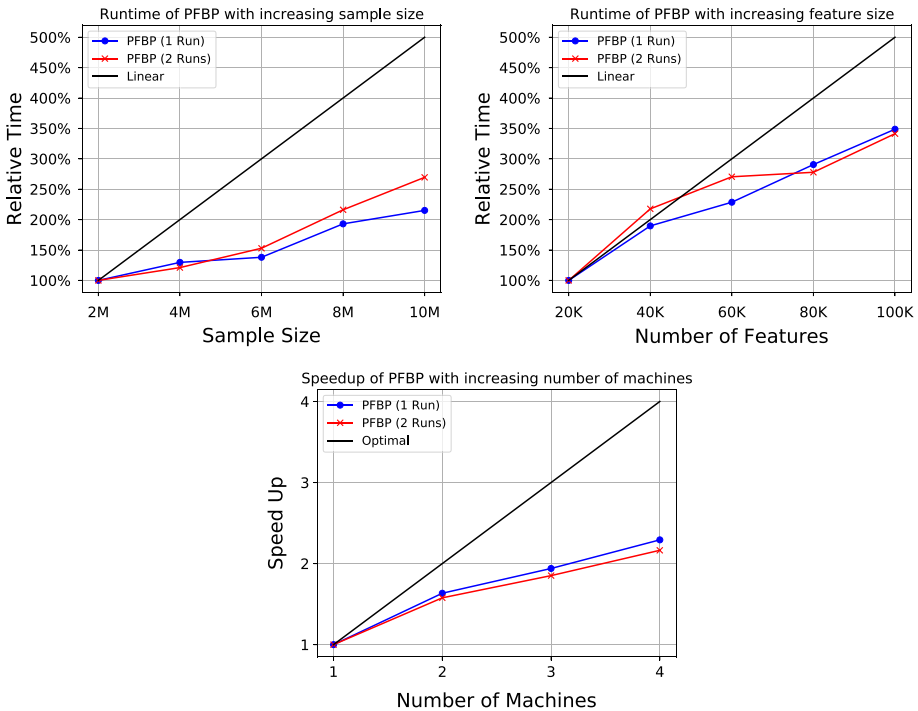 Runtime of PFBP with increasing sample size
500%
450%
400%
350%
300%
250%
200%
150%
100%
Relative Time
PFBP (1 Run)
PFBP (2 Runs)
Linear
2M 4M 6M 8M 10M
Sample Size
Runtime of PFBP with increasing feature size
500%
450%
400%
350%
300%
250%
200%
150%
100%
Relative Time
PFBP (1 Run)
PFBP (2 Runs)
Linear
20K 40K 60K 80K 100K
Number of Features
Speedup of PFBP with increasing number of machines
4
3
2
1
Speed Up
PFBP (1 Run)
PFBP (2 Runs)
Optimal
1 2 3 4
Number of Machines